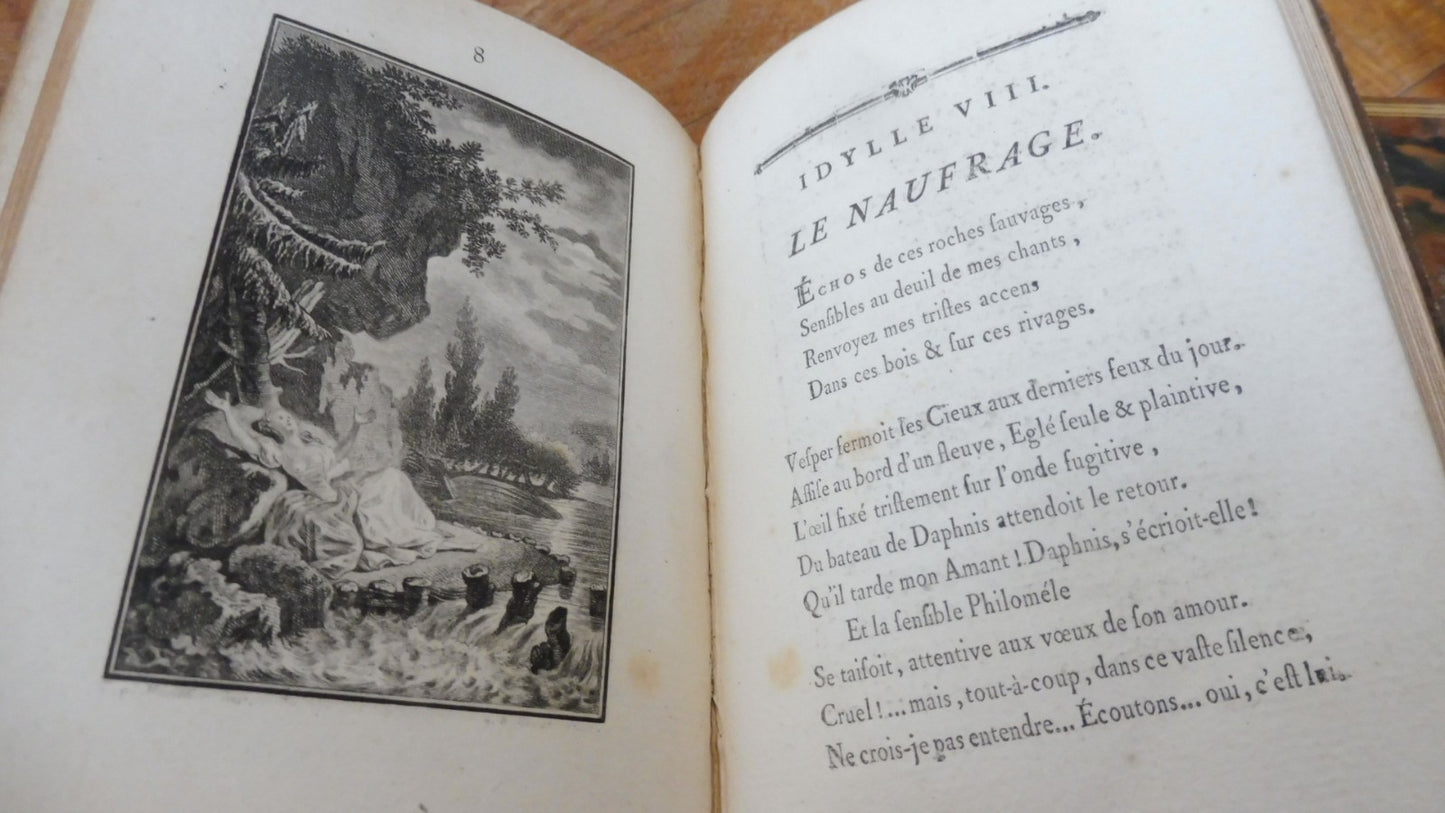 8
IDYLLE VIII.
LE NAUFRAGE.
Échos de ces roches ſauvages,
Senſibles au deuil de mes chants,
Renvoyez mes triſtes accens,
Dans ces bois & ſur ces rivages.
Veſper fermoit les Cieux aux derniers feux du jour.
Aſſiſe au bord d'un fleuve, Eglé ſeule & plaintive,
L'œil fixé triſtement ſur l'onde fugitive,
Du bateau de Daphnis attendoit le retour.
Qu'il tarde mon Amant! Daphnis, s'écrioit-elle!
Et la ſenſible Philoméle
Se taiſoit, attentive aux vœux de ſon amour.
Cruel!... mais, tout-à-coup, dans ce vaſte ſilence,
Ne crois-je pas entendre... Écoutons... oui, c'eſt lui.